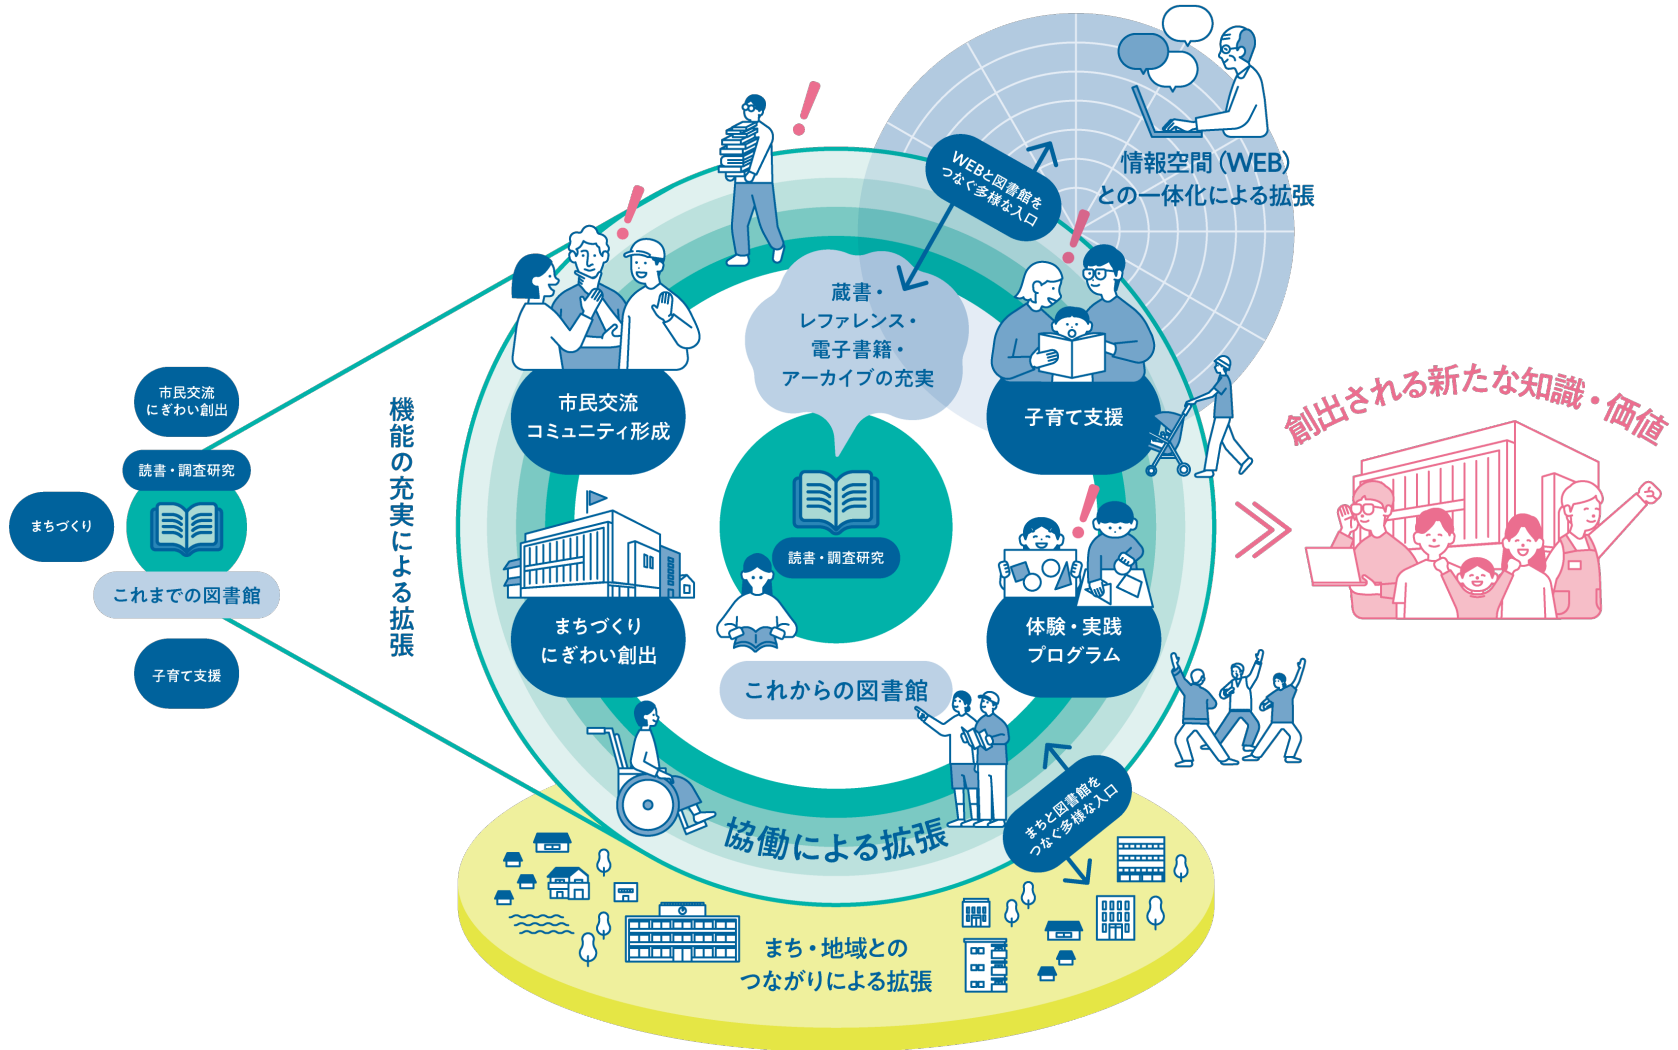 市民交流
にぎわい創出
読書・調査研究
まちづくり
これまでの図書館
子育て支援
機能の充実による拡張
WEBと図書館を
つなぐ多様な入口
情報空間（WEB）
との一体化による拡張
蔵書・
レファレンス・
電子書籍・
アーカイブの充実
市民交流
コミュニティ形成
子育て支援
読書・調査研究
まちづくり
にぎわい創出
体験・実践
プログラム
これからの図書館
協働による拡張
まちと図書館を
つなぐ多様な入口
まち・地域との
つながりによる拡張
創出される新たな知識・価値